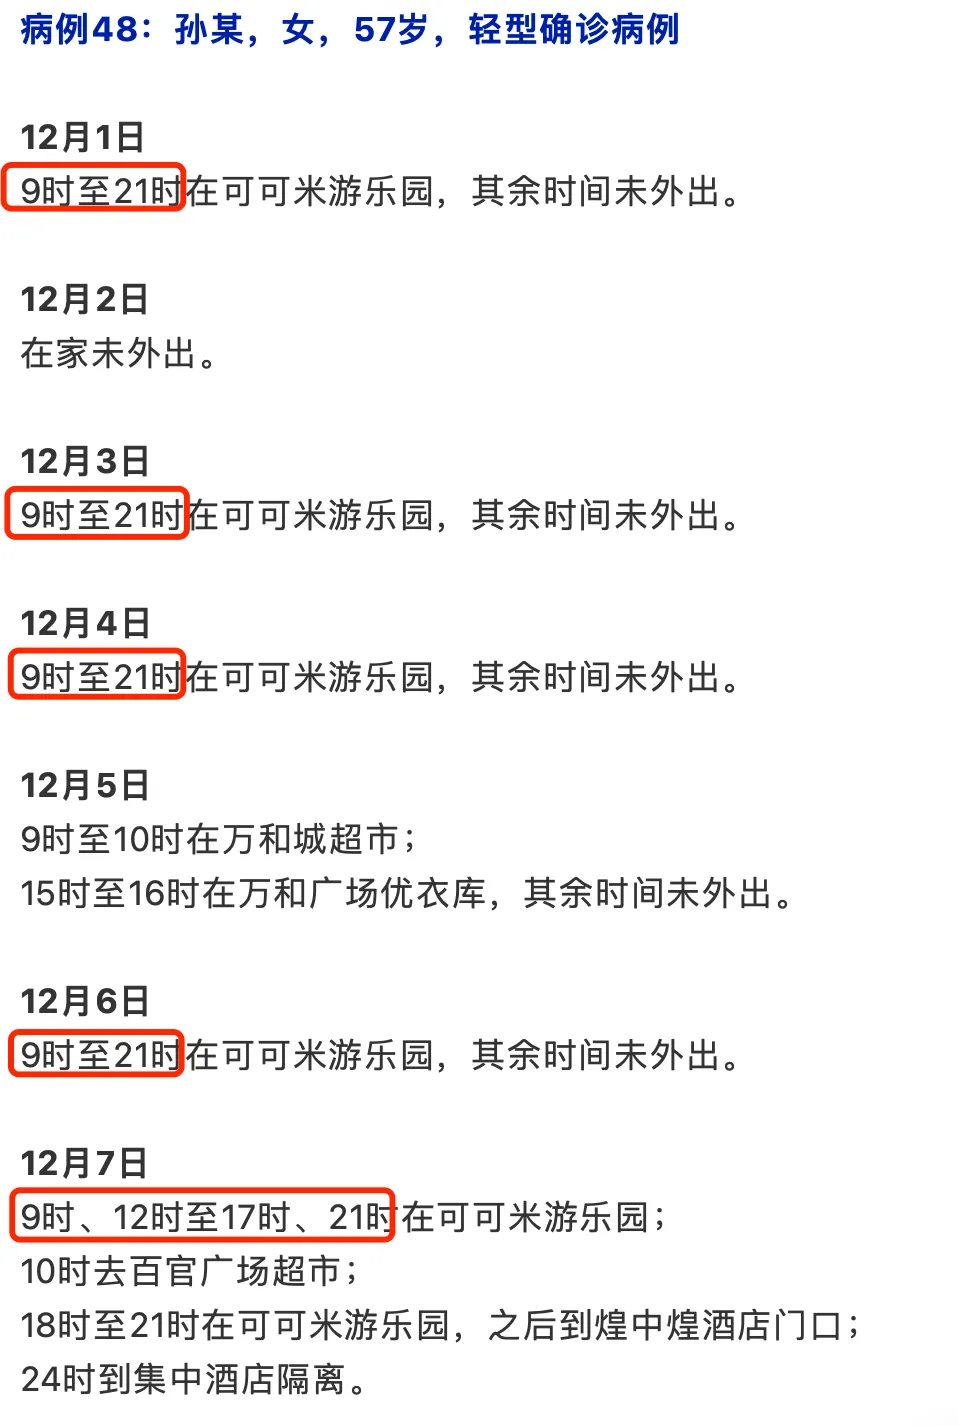 病例48：孙某，女，57岁，轻型确诊病例
12月1日
9时至21时在可可米游乐园，其余时间未外出。
12月2日
在家未外出。
12月3日
9时至21时在可可米游乐园，其余时间未外出。
12月4日
9时至21时在可可米游乐园，其余时间未外出。
12月5日
9时至10时在万和城超市；
15时至16时在万和广场优衣库，其余时间未外出。
12月6日
9时至21时在可可米游乐园，其余时间未外出。
12月7日
9时、12时至17时、21时在可可米游乐园；
10时去百官广场超市；
18时至21时在可可米游乐园，之后到煌中煌酒店门口；
24时到集中酒店隔离。